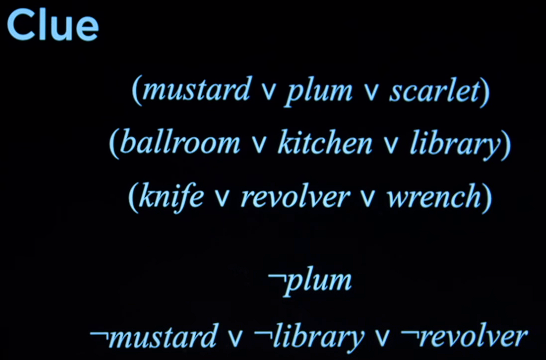 Clue
(mustard ∨ plum ∨ scarlet)
(ballroom ∨ kitchen ∨ library)
(knife ∨ revolver ∨ wrench)
¬plum
¬mustard ∨ ¬library ∨ ¬revolver